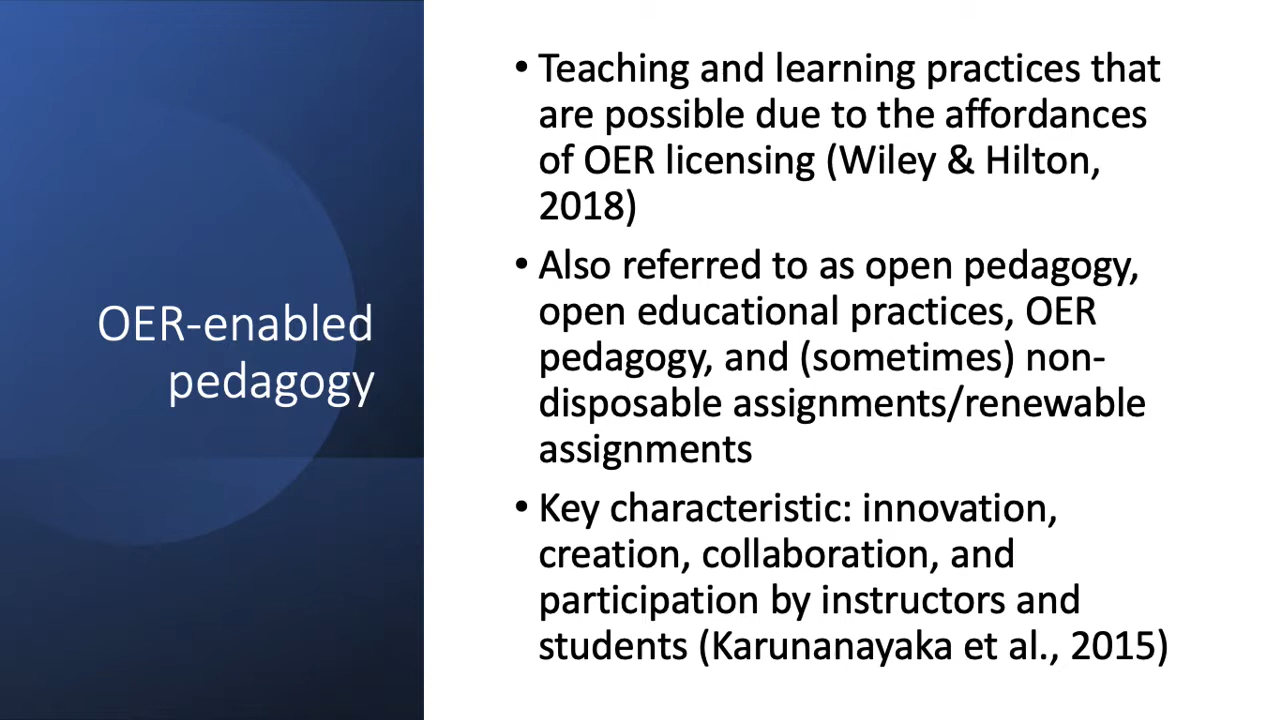 OER-enabled
pedagogy
• Teaching and learning practices that
are possible due to the affordances
of OER licensing (Wiley & Hilton,
2018)
• Also referred to as open pedagogy,
open educational practices, OER
pedagogy, and (sometimes) non-
disposable assignments/renewable
assignments
• Key characteristic: innovation,
creation, collaboration, and
participation by instructors and
students (Karunanayaka et al., 2015)